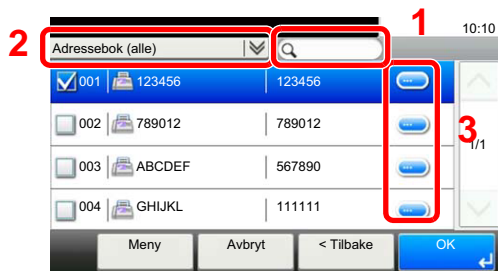 1
10:10
2
Adressebok (alle)
001 123456 123456
002 789012 789012
3
1/1
003 ABCDEF 567890
004 GHIJKL 111111
Meny Avbryt < Tilbake OK